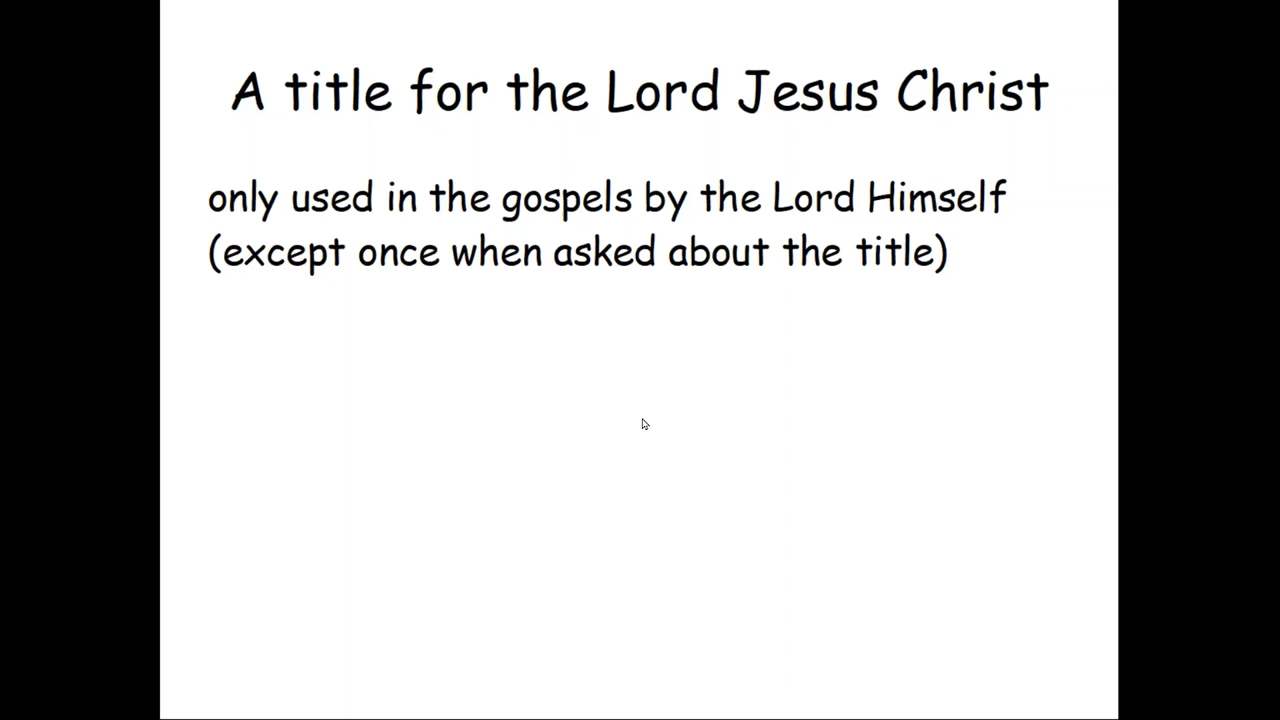 A title for the Lord Jesus Christ
only used in the gospels by the Lord Himself
(except once when asked about the title)